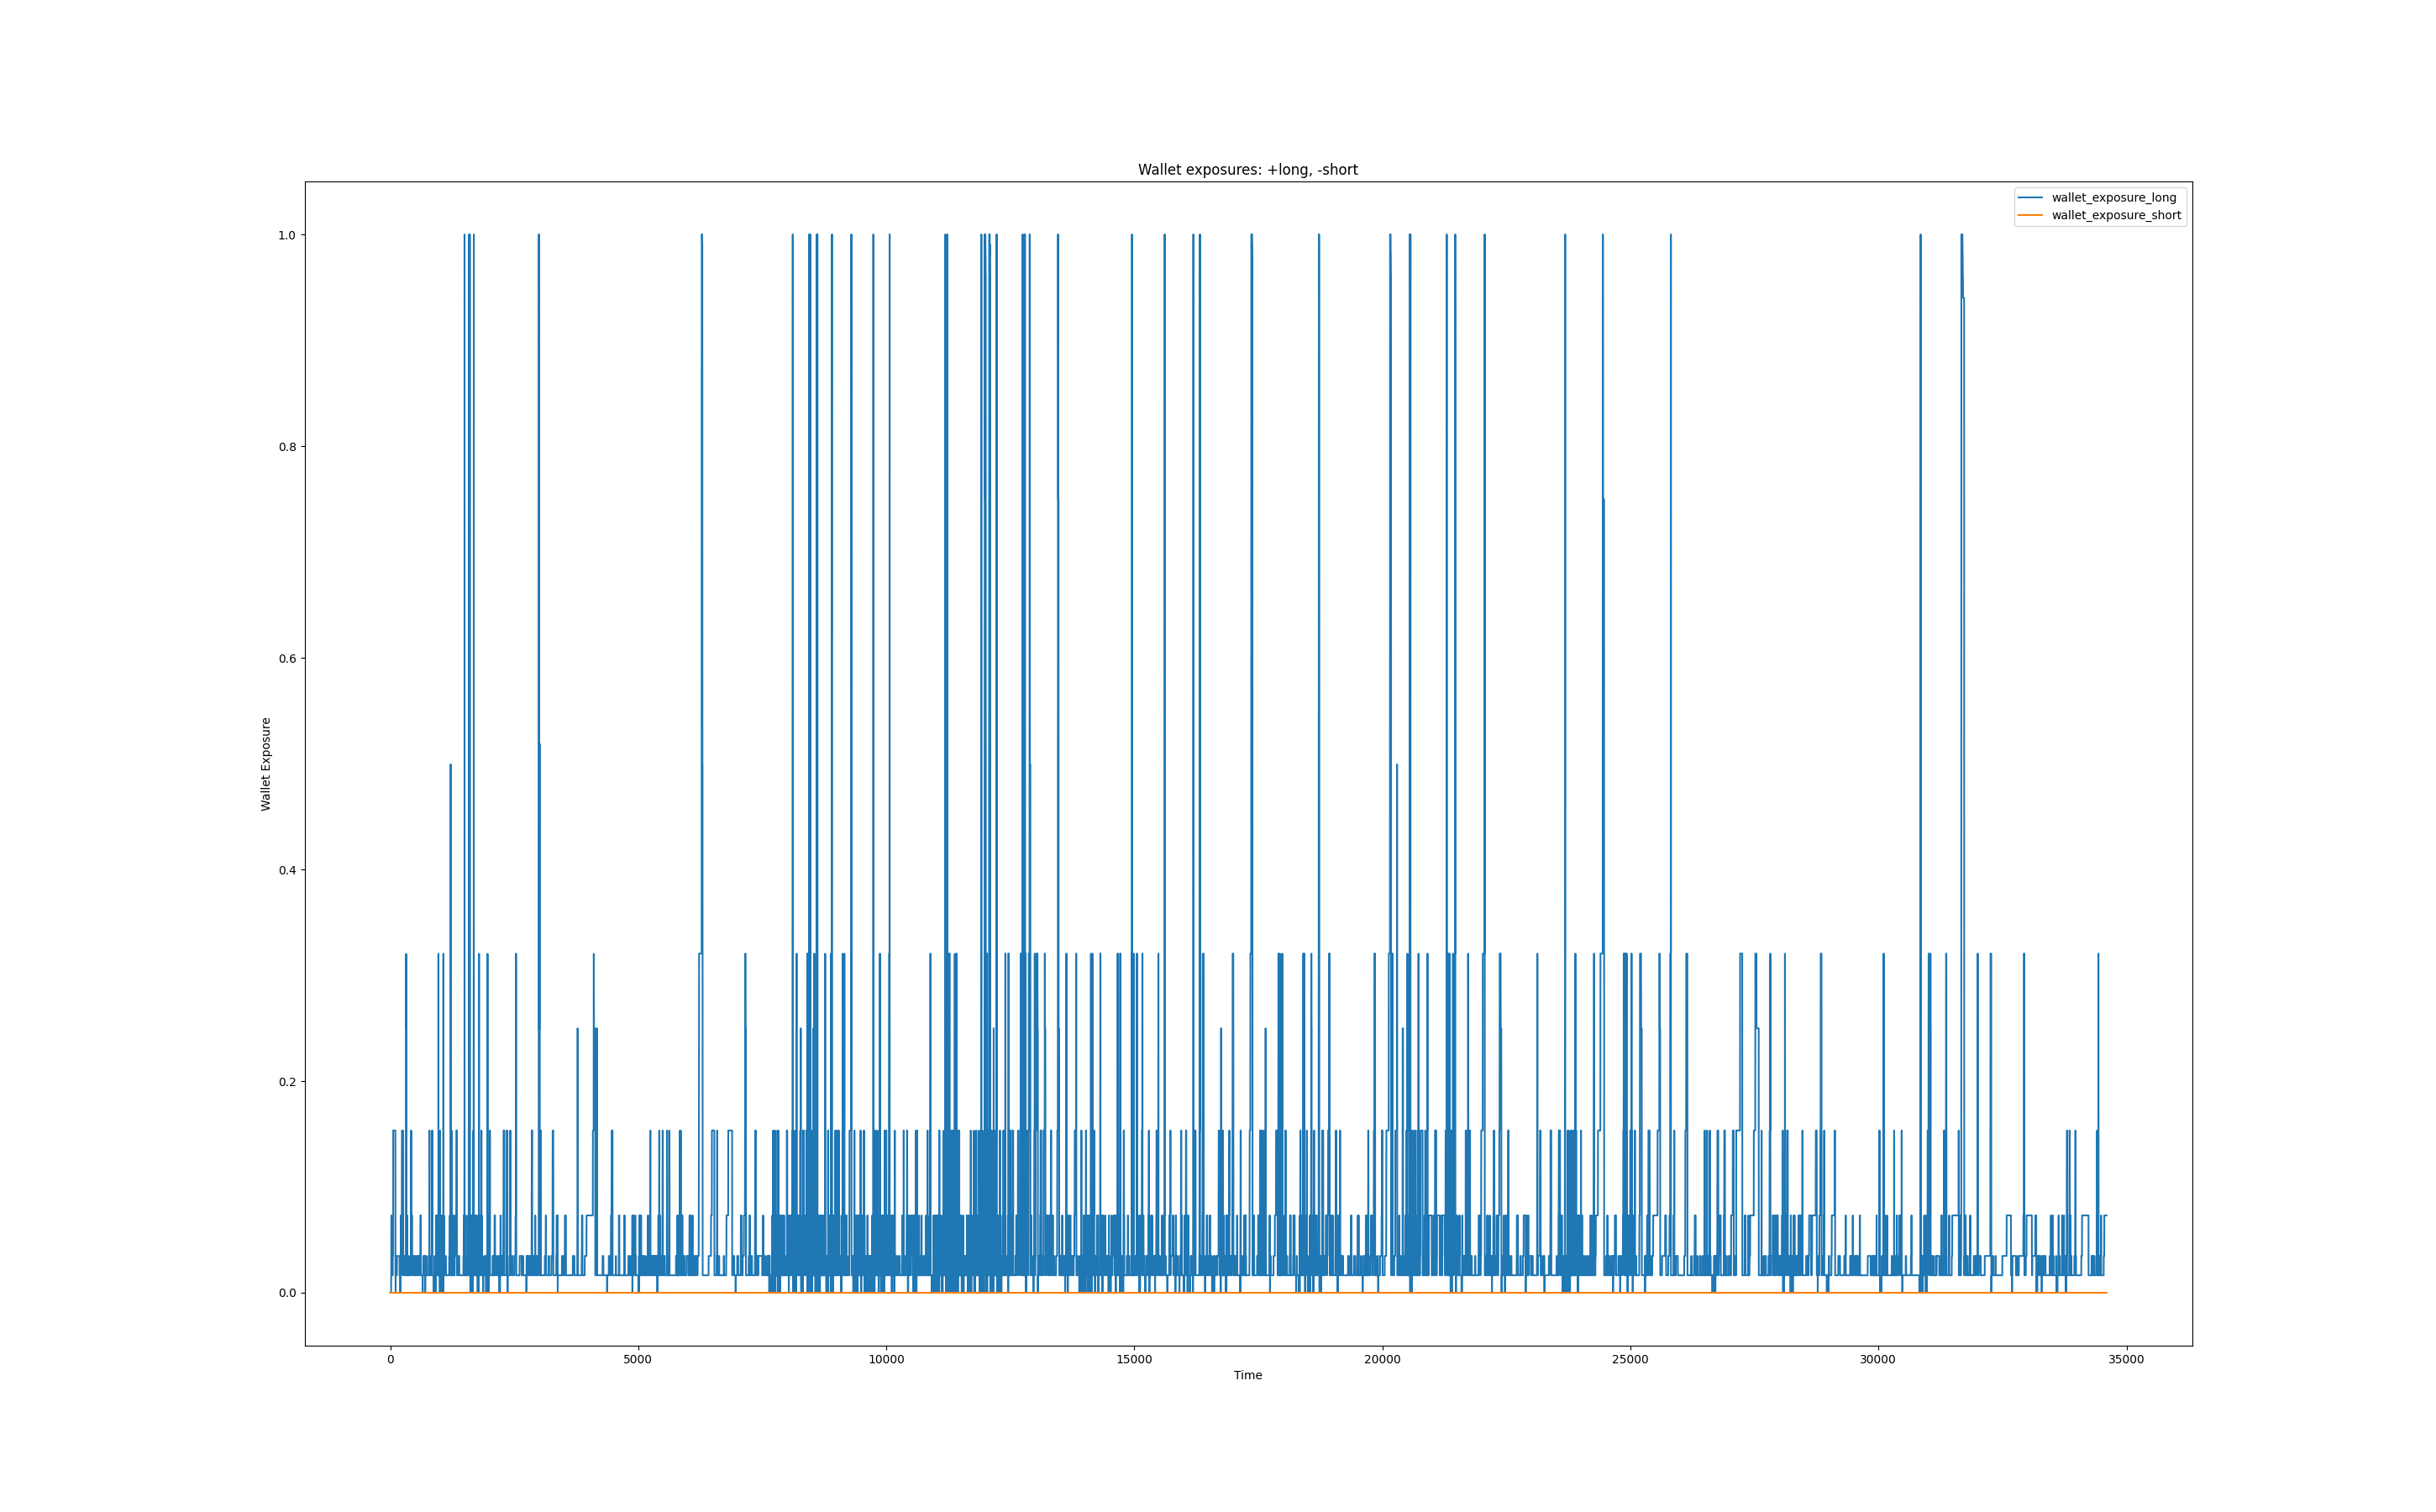 Wallet exposures: +long, -short
wallet_exposure_long
wallet_exposure_short
1.0
0.8
0.6
0.4
0.2
0.0
Wallet Exposure
0 5000 10000 15000 20000 25000 30000 35000
Time